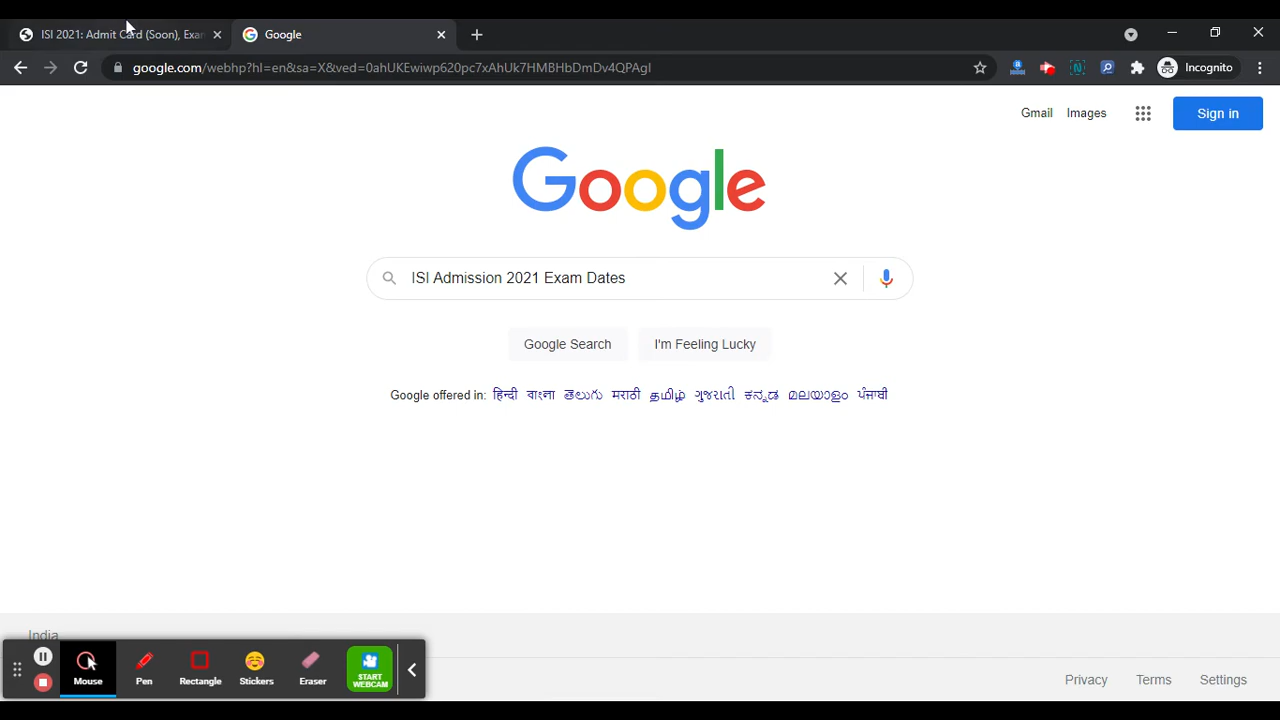 ISI 2021: Admit Card (Soon), Exam
Google
google.com/webhp?hl=en&sa=X&ved=0ahUKEwiwp620pc7xAhUk7HMBHbDmDv4QPAgI
Incognito
Gmail Images
Sign in
Google
ISI Admission 2021 Exam Dates
Google Search I'm Feeling Lucky
Google offered in: हिन्दी বাংলা తెలుగు मराठी தமிழ் ગુજરાતી ಕನ್ನಡ മലയാളം ਪੰਜਾਬੀ
India
Mouse Pen Rectangle Stickers Eraser START WEBCAM
Privacy Terms Settings